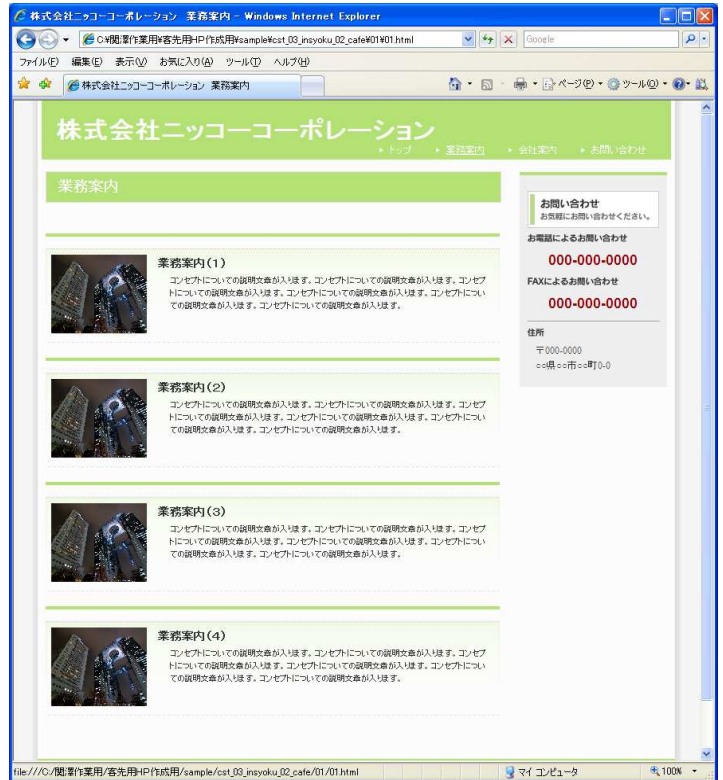 株式会社ニッコーコーポレーション 業務案内 - Windows Internet Explorer
C:¥関澤作業用¥客先用HP作成用¥sample¥cst_03_insyoku_02_cafe¥01¥01.html
Google
ファイル(F) 編集(E) 表示(V) お気に入り(A) ツール(T) ヘルプ(H)
株式会社ニッコーコーポレーション 業務案内
ページ(P) ツール(O)
株式会社ニッコーコーポレーション
トップ 業務案内 会社案内 お問い合わせ
業務案内
業務案内(1)
コンセプトについての説明文章が入ります。コンセプトについての説明文章が入ります。コンセプ
トについての説明文章が入ります。コンセプトについての説明文章が入ります。コンセプトについ
ての説明文章が入ります。コンセプトについての説明文章が入ります。
業務案内(2)
コンセプトについての説明文章が入ります。コンセプトについての説明文章が入ります。コンセプ
トについての説明文章が入ります。コンセプトについての説明文章が入ります。コンセプトについ
ての説明文章が入ります。コンセプトについての説明文章が入ります。
業務案内(3)
コンセプトについての説明文章が入ります。コンセプトについての説明文章が入ります。コンセプ
トについての説明文章が入ります。コンセプトについての説明文章が入ります。コンセプトについ
ての説明文章が入ります。コンセプトについての説明文章が入ります。
業務案内(4)
コンセプトについての説明文章が入ります。コンセプトについての説明文章が入ります。コンセプ
トについての説明文章が入ります。コンセプトについての説明文章が入ります。コンセプトについ
ての説明文章が入ります。コンセプトについての説明文章が入ります。
お問い合わせ
お気軽にお問い合わせください。
お電話によるお問い合わせ
000-000-0000
FAXによるお問い合わせ
000-000-0000
住所
〒000-0000
○○県○○市○○町0-0
file:///C:/関澤作業用/客先用HP作成用/sample/cst_03_insyoku_02_cafe/01/01.html
マイ コンピュータ
100%